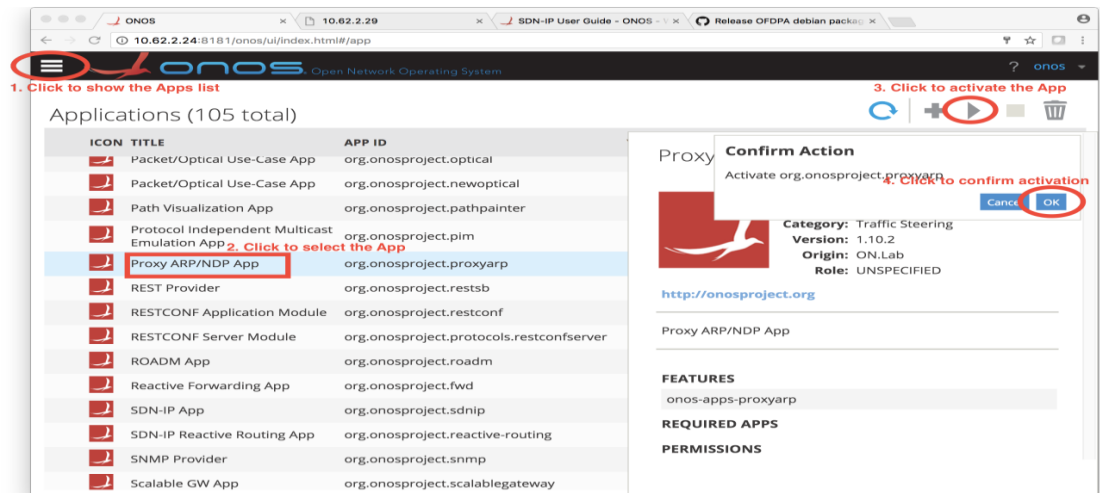 ONOS
10.62.2.29
SDN-IP User Guide - ONOS -
Release OFDPA debian packag
10.62.2.24:8181/onos/ui/index.html#/app
onos Open Network Operating System
? onos
1. Click to show the Apps list
3. Click to activate the App
Applications (105 total)
ICON TITLE APP ID
Packet/Optical Use-Case App org.onosproject.optical
Packet/Optical Use-Case App org.onosproject.newoptical
Path Visualization App org.onosproject.pathpainter
Protocol Independent Multicast
Emulation App org.onosproject.pim
2. Click to select the App
Proxy ARP/NDP App org.onosproject.proxyarp
REST Provider org.onosproject.restsb
RESTCONF Application Module org.onosproject.restconf
RESTCONF Server Module org.onosproject.protocols.restconfserver
ROADM App org.onosproject.roadm
Reactive Forwarding App org.onosproject.fwd
SDN-IP App org.onosproject.sdnip
SDN-IP Reactive Routing App org.onosproject.reactive-routing
SNMP Provider org.onosproject.snmp
Scalable GW App org.onosproject.scalablegateway
Proxy
Confirm Action
Activate org.onosproject.proxyarp
4. Click to confirm activation
Cancel OK
Category: Traffic Steering
Version: 1.10.2
Origin: ON.Lab
Role: UNSPECIFIED
http://onosproject.org
Proxy ARP/NDP App
FEATURES
onos-apps-proxyarp
REQUIRED APPS
PERMISSIONS